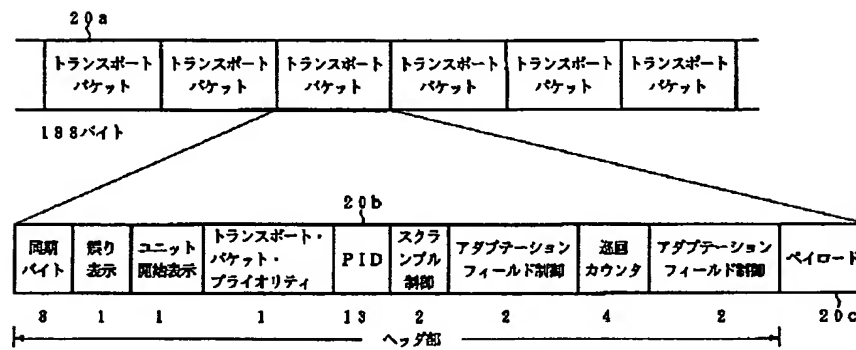 20a
トランスポート
パケット
トランスポート
パケット
トランスポート
パケット
トランスポート
パケット
トランスポート
パケット
トランスポート
パケット
188バイト
20b
同期
バイト
誤り
表示
ユニット
開始表示
トランスポート・
パケット・
プライオリティ
PID
スクラ
ンブル
制御
アダプテーション
フィールド制御
巡回
カウンタ
アダプテーション
フィールド制御
ペイロード
8 1 1 1 13 2 2 4 2 20c
ヘッダ部